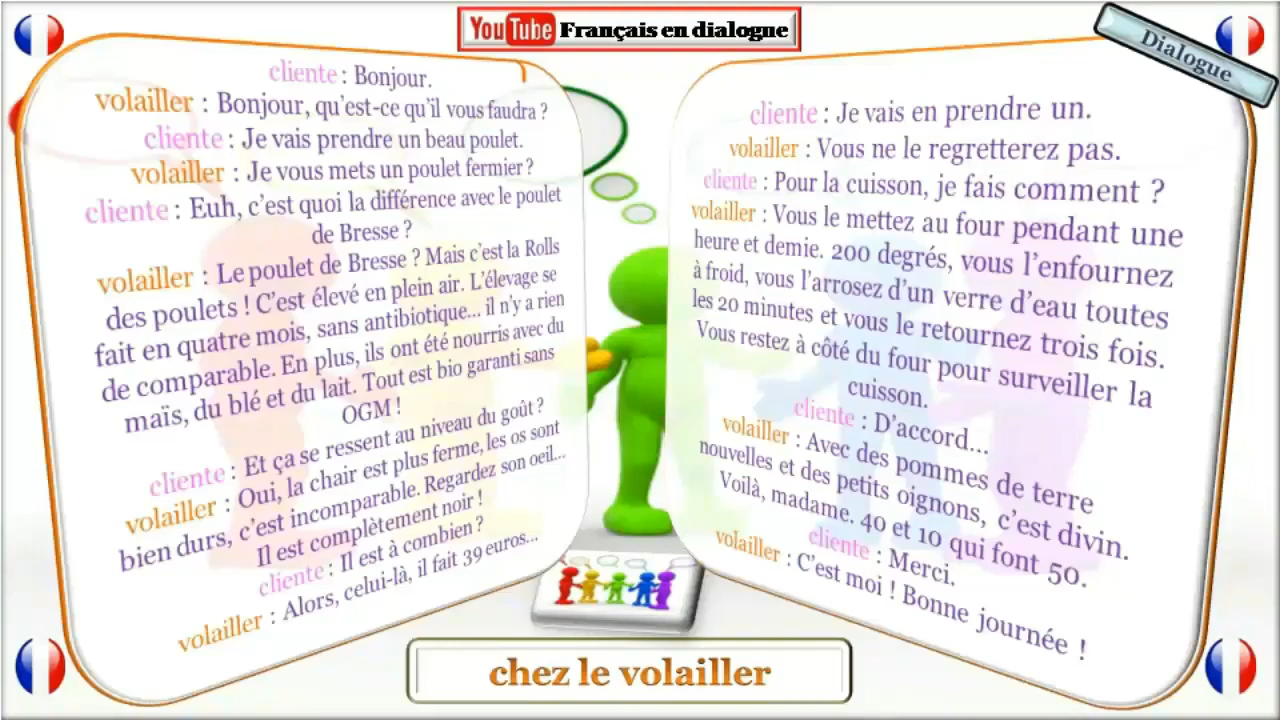 YouTube Français en dialogue
Dialogue
cliente : Bonjour.
volailler : Bonjour, qu'est-ce qu'il vous faudra ?
cliente : Je vais prendre un beau poulet.
volailler : Je vous mets un poulet fermier ?
cliente : Euh, c'est quoi la différence avec le poulet
de Bresse ?
volailler : Le poulet de Bresse ? Mais c'est la Rolls
des poulets ! C'est élevé en plein air. L'élevage se
fait en quatre mois, sans antibiotique... il n'y a rien
de comparable. En plus, ils ont été nourris avec du
maïs, du blé et du lait. Tout est bio garanti sans
OGM !
cliente : Et ça se ressent au niveau du goût ?
volailler : Oui, la chair est plus ferme, les os sont
bien durs, c'est incomparable. Regardez son oeil...
Il est complètement noir !
cliente : Il est à combien ?
volailler : Alors, celui-là, il fait 39 euros...
cliente : Je vais en prendre un.
volailler : Vous ne le regretterez pas.
cliente : Pour la cuisson, je fais comment ?
volailler : Vous le mettez au four pendant une
heure et demie. 200 degrés, vous l'enfournez
à froid, vous l'arrosez d'un verre d'eau toutes
les 20 minutes et vous le retournez trois fois.
Vous restez à côté du four pour surveiller la
cuisson.
cliente : D'accord...
volailler : Avec des pommes de terre
nouvelles et des petits oignons, c'est divin.
Voilà, madame. 40 et 10 qui font 50.
cliente : Merci.
volailler : C'est moi ! Bonne journée !
chez le volailler